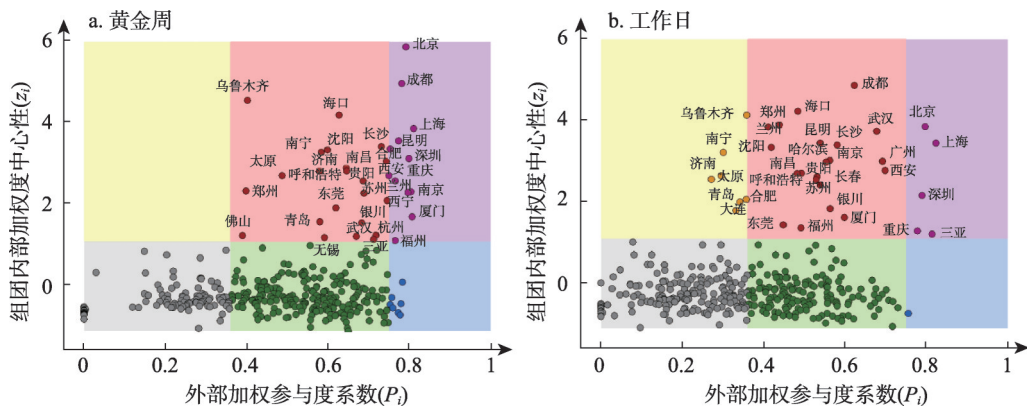 a. 黄金周
组团内部加权度中心性(zi)
6
4
2
0
北京
成都
乌鲁木齐
海口
上海
长沙
昆明
南宁
沈阳
合肥
深圳
太原
济南
南昌
西安
重庆
呼和浩特
贵阳
郑州
苏州
兰州
南京
东莞
西宁
佛山
青岛
银川
厦门
武汉
杭州
无锡
三亚
福州
0
0.2
0.4
0.6
0.8
1
外部加权参与度系数(Pi)
b. 工作日
组团内部加权度中心性(zi)
6
4
2
0
成都
乌鲁木齐
郑州
海口
北京
兰州
昆明
长沙
武汉
上海
南宁
沈阳
哈尔滨
南京
广州
济南
太原
南昌
贵阳
西安
呼和浩特
长春
青岛
合肥
苏州
深圳
大连
银川
东莞
福州
厦门
重庆
三亚
0
0.2
0.4
0.6
0.8
1
外部加权参与度系数(Pi)